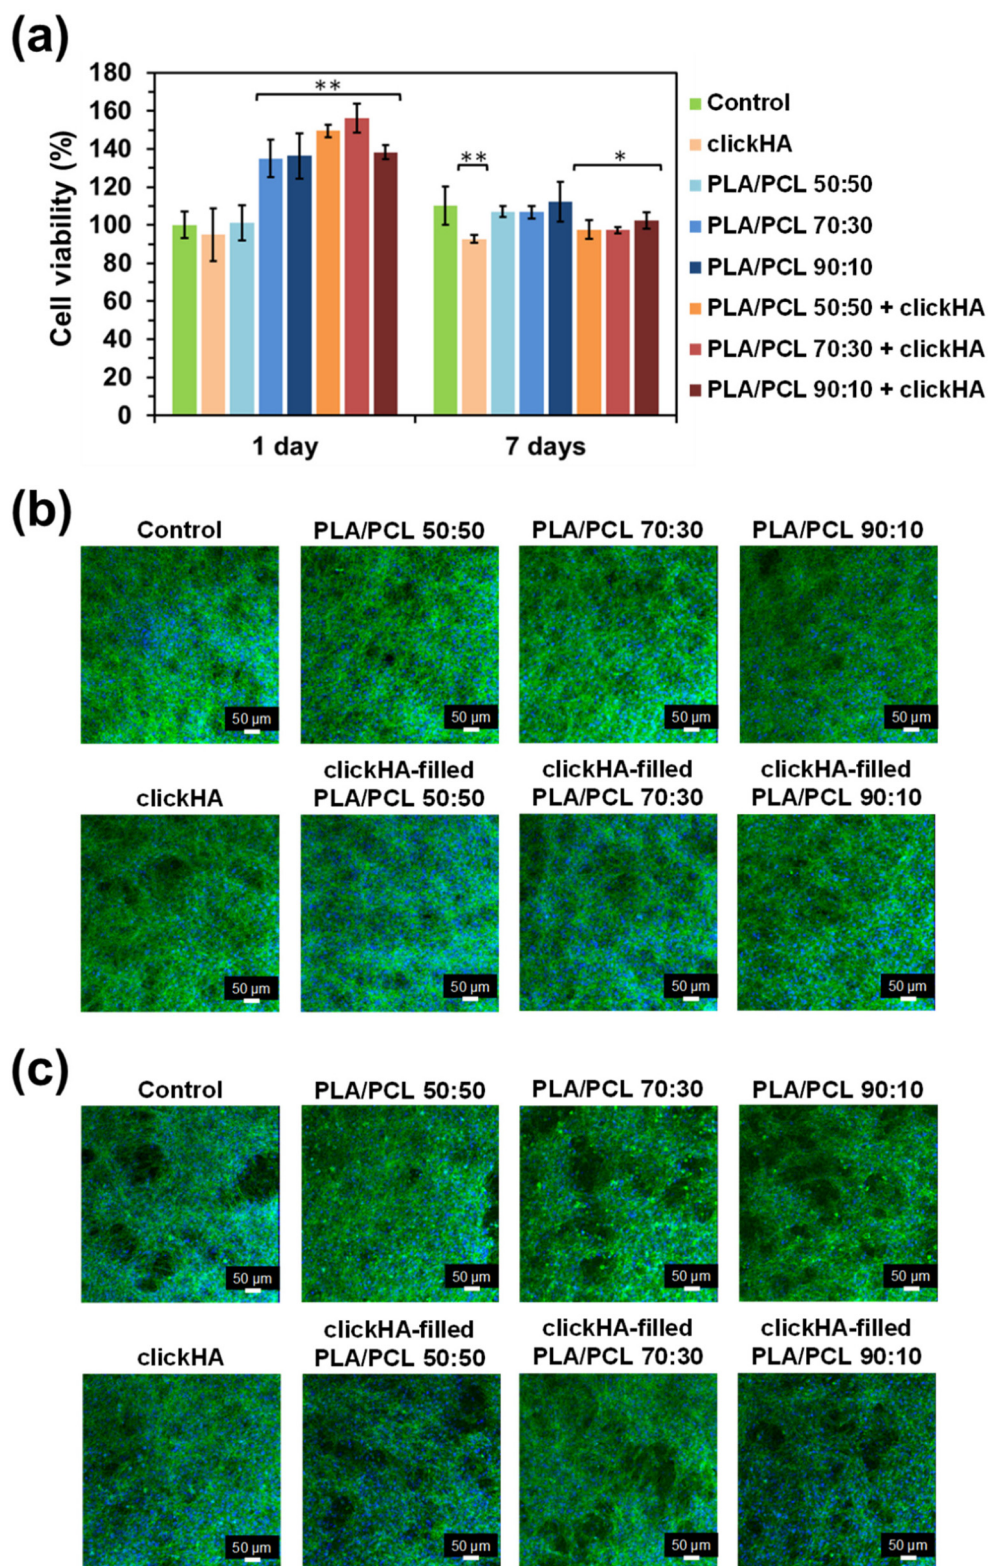 (a)
180
160
140
120
100
80
60
40
20
0
Cell viability (%)
**
**
*
1 day
7 days
Control
clickHA
PLA/PCL 50:50
PLA/PCL 70:30
PLA/PCL 90:10
PLA/PCL 50:50 + clickHA
PLA/PCL 70:30 + clickHA
PLA/PCL 90:10 + clickHA
(b)
Control
PLA/PCL 50:50
PLA/PCL 70:30
PLA/PCL 90:10
50 µm
50 µm
50 µm
50 µm
clickHA
clickHA-filled
PLA/PCL 50:50
clickHA-filled
PLA/PCL 70:30
clickHA-filled
PLA/PCL 90:10
50 µm
50 µm
50 µm
50 µm
(c)
Control
PLA/PCL 50:50
PLA/PCL 70:30
PLA/PCL 90:10
50 µm
50 µm
50 µm
50 µm
clickHA
clickHA-filled
PLA/PCL 50:50
clickHA-filled
PLA/PCL 70:30
clickHA-filled
PLA/PCL 90:10
50 µm
50 µm
50 µm
50 µm